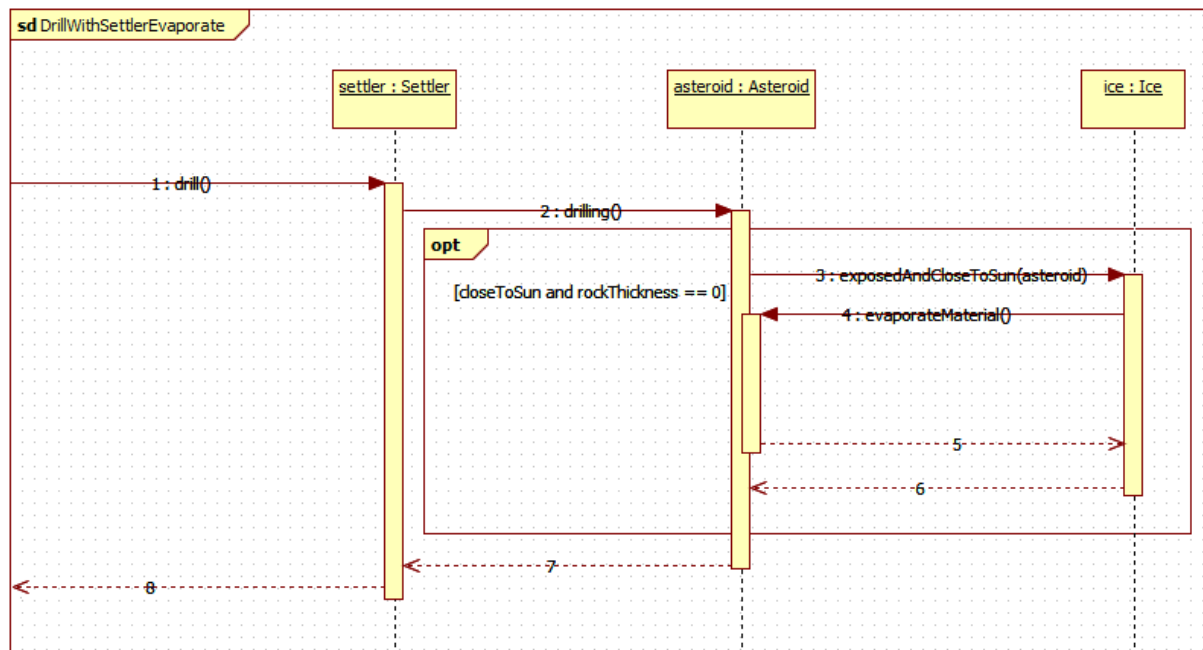 sd DrillWithSettlerEvaporate
settler : Settler
asteroid : Asteroid
ice : Ice
1 : drill()
2 : drilling()
opt
3 : exposedAndCloseToSun(asteroid)
[closeToSun and rockThickness == 0]
4 : evaporateMaterial()
5
6
7
8